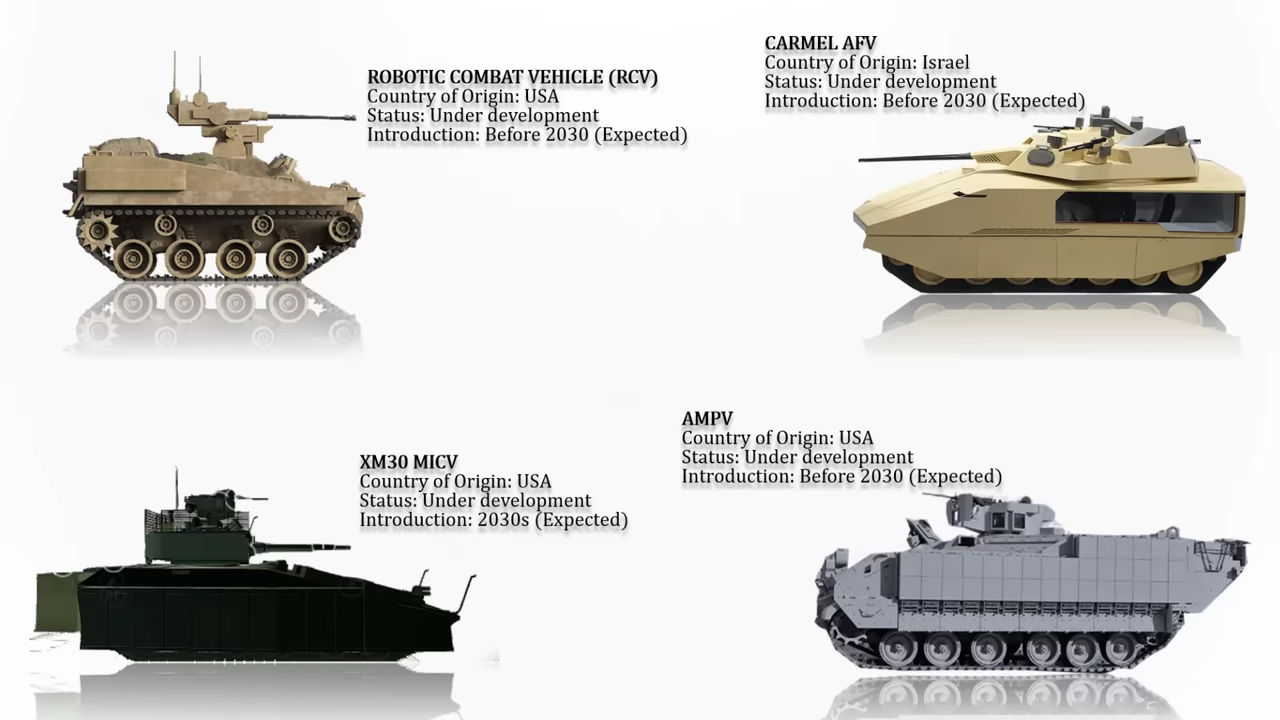 ROBOTIC COMBAT VEHICLE (RCV)
Country of Origin: USA
Status: Under development
Introduction: Before 2030 (Expected)
CARMEL AFV
Country of Origin: Israel
Status: Under development
Introduction: Before 2030 (Expected)
XM30 MICV
Country of Origin: USA
Status: Under development
Introduction: 2030s (Expected)
AMPV
Country of Origin: USA
Status: Under development
Introduction: Before 2030 (Expected)